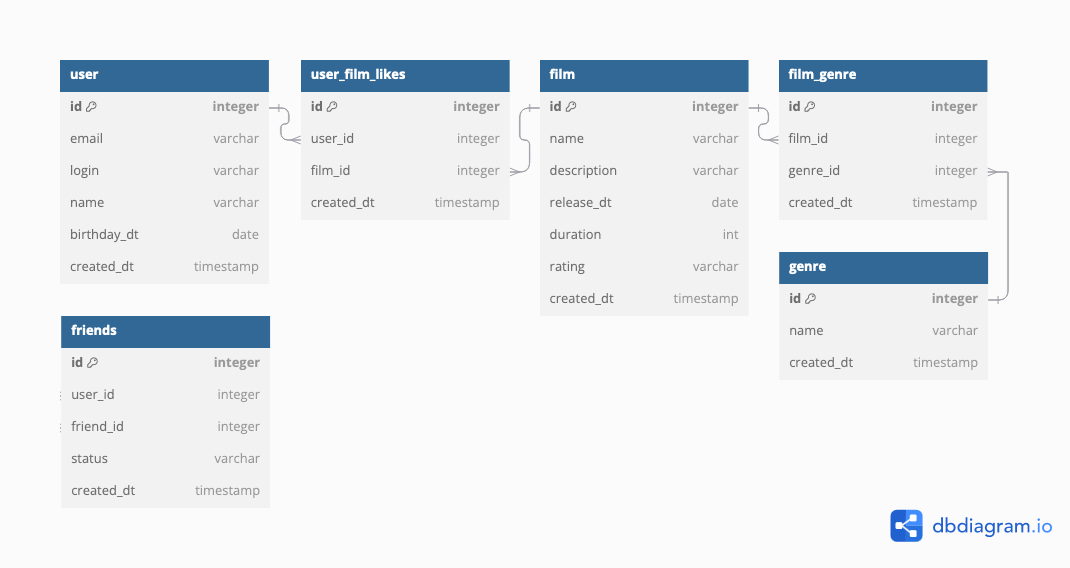 user
id integer
email varchar
login varchar
name varchar
birthday_dt date
created_dt timestamp
user_film_likes
id integer
user_id integer
film_id integer
created_dt timestamp
film
id integer
name varchar
description varchar
release_dt date
duration int
rating varchar
created_dt timestamp
film_genre
id integer
film_id integer
genre_id integer
created_dt timestamp
genre
id integer
name varchar
created_dt timestamp
friends
id integer
user_id integer
friend_id integer
status varchar
created_dt timestamp
dbdiagram.io